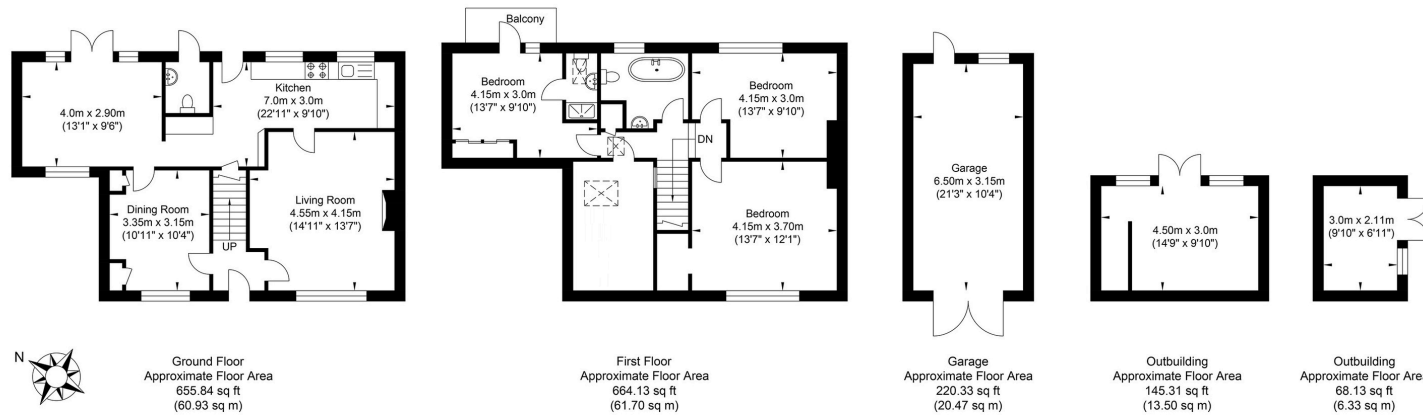 4.0m x 2.90m
(13'1" x 9'6")
Kitchen
7.0m x 3.0m
(22'11" x 9'10")
Dining Room
3.35m x 3.15m
(10'11" x 10'4")
UP
Living Room
4.55m x 4.15m
(14'11" x 13'7")
N
Ground Floor
Approximate Floor Area
655.84 sq ft
(60.93 sq m)
Balcony
Bedroom
4.15m x 3.0m
(13'7" x 9'10")
Bedroom
4.15m x 3.0m
(13'7" x 9'10")
DN
Bedroom
4.15m x 3.70m
(13'7" x 12'1")
First Floor
Approximate Floor Area
664.13 sq ft
(61.70 sq m)
Garage
6.50m x 3.15m
(21'3" x 10'4")
Garage
Approximate Floor Area
220.33 sq ft
(20.47 sq m)
4.50m x 3.0m
(14'9" x 9'10")
Outbuilding
Approximate Floor Area
145.31 sq ft
(13.50 sq m)
3.0m x 2.11m
(9'10" x 6'11")
Outbuilding
Approximate Floor Area
68.13 sq ft
(6.33 sq m)